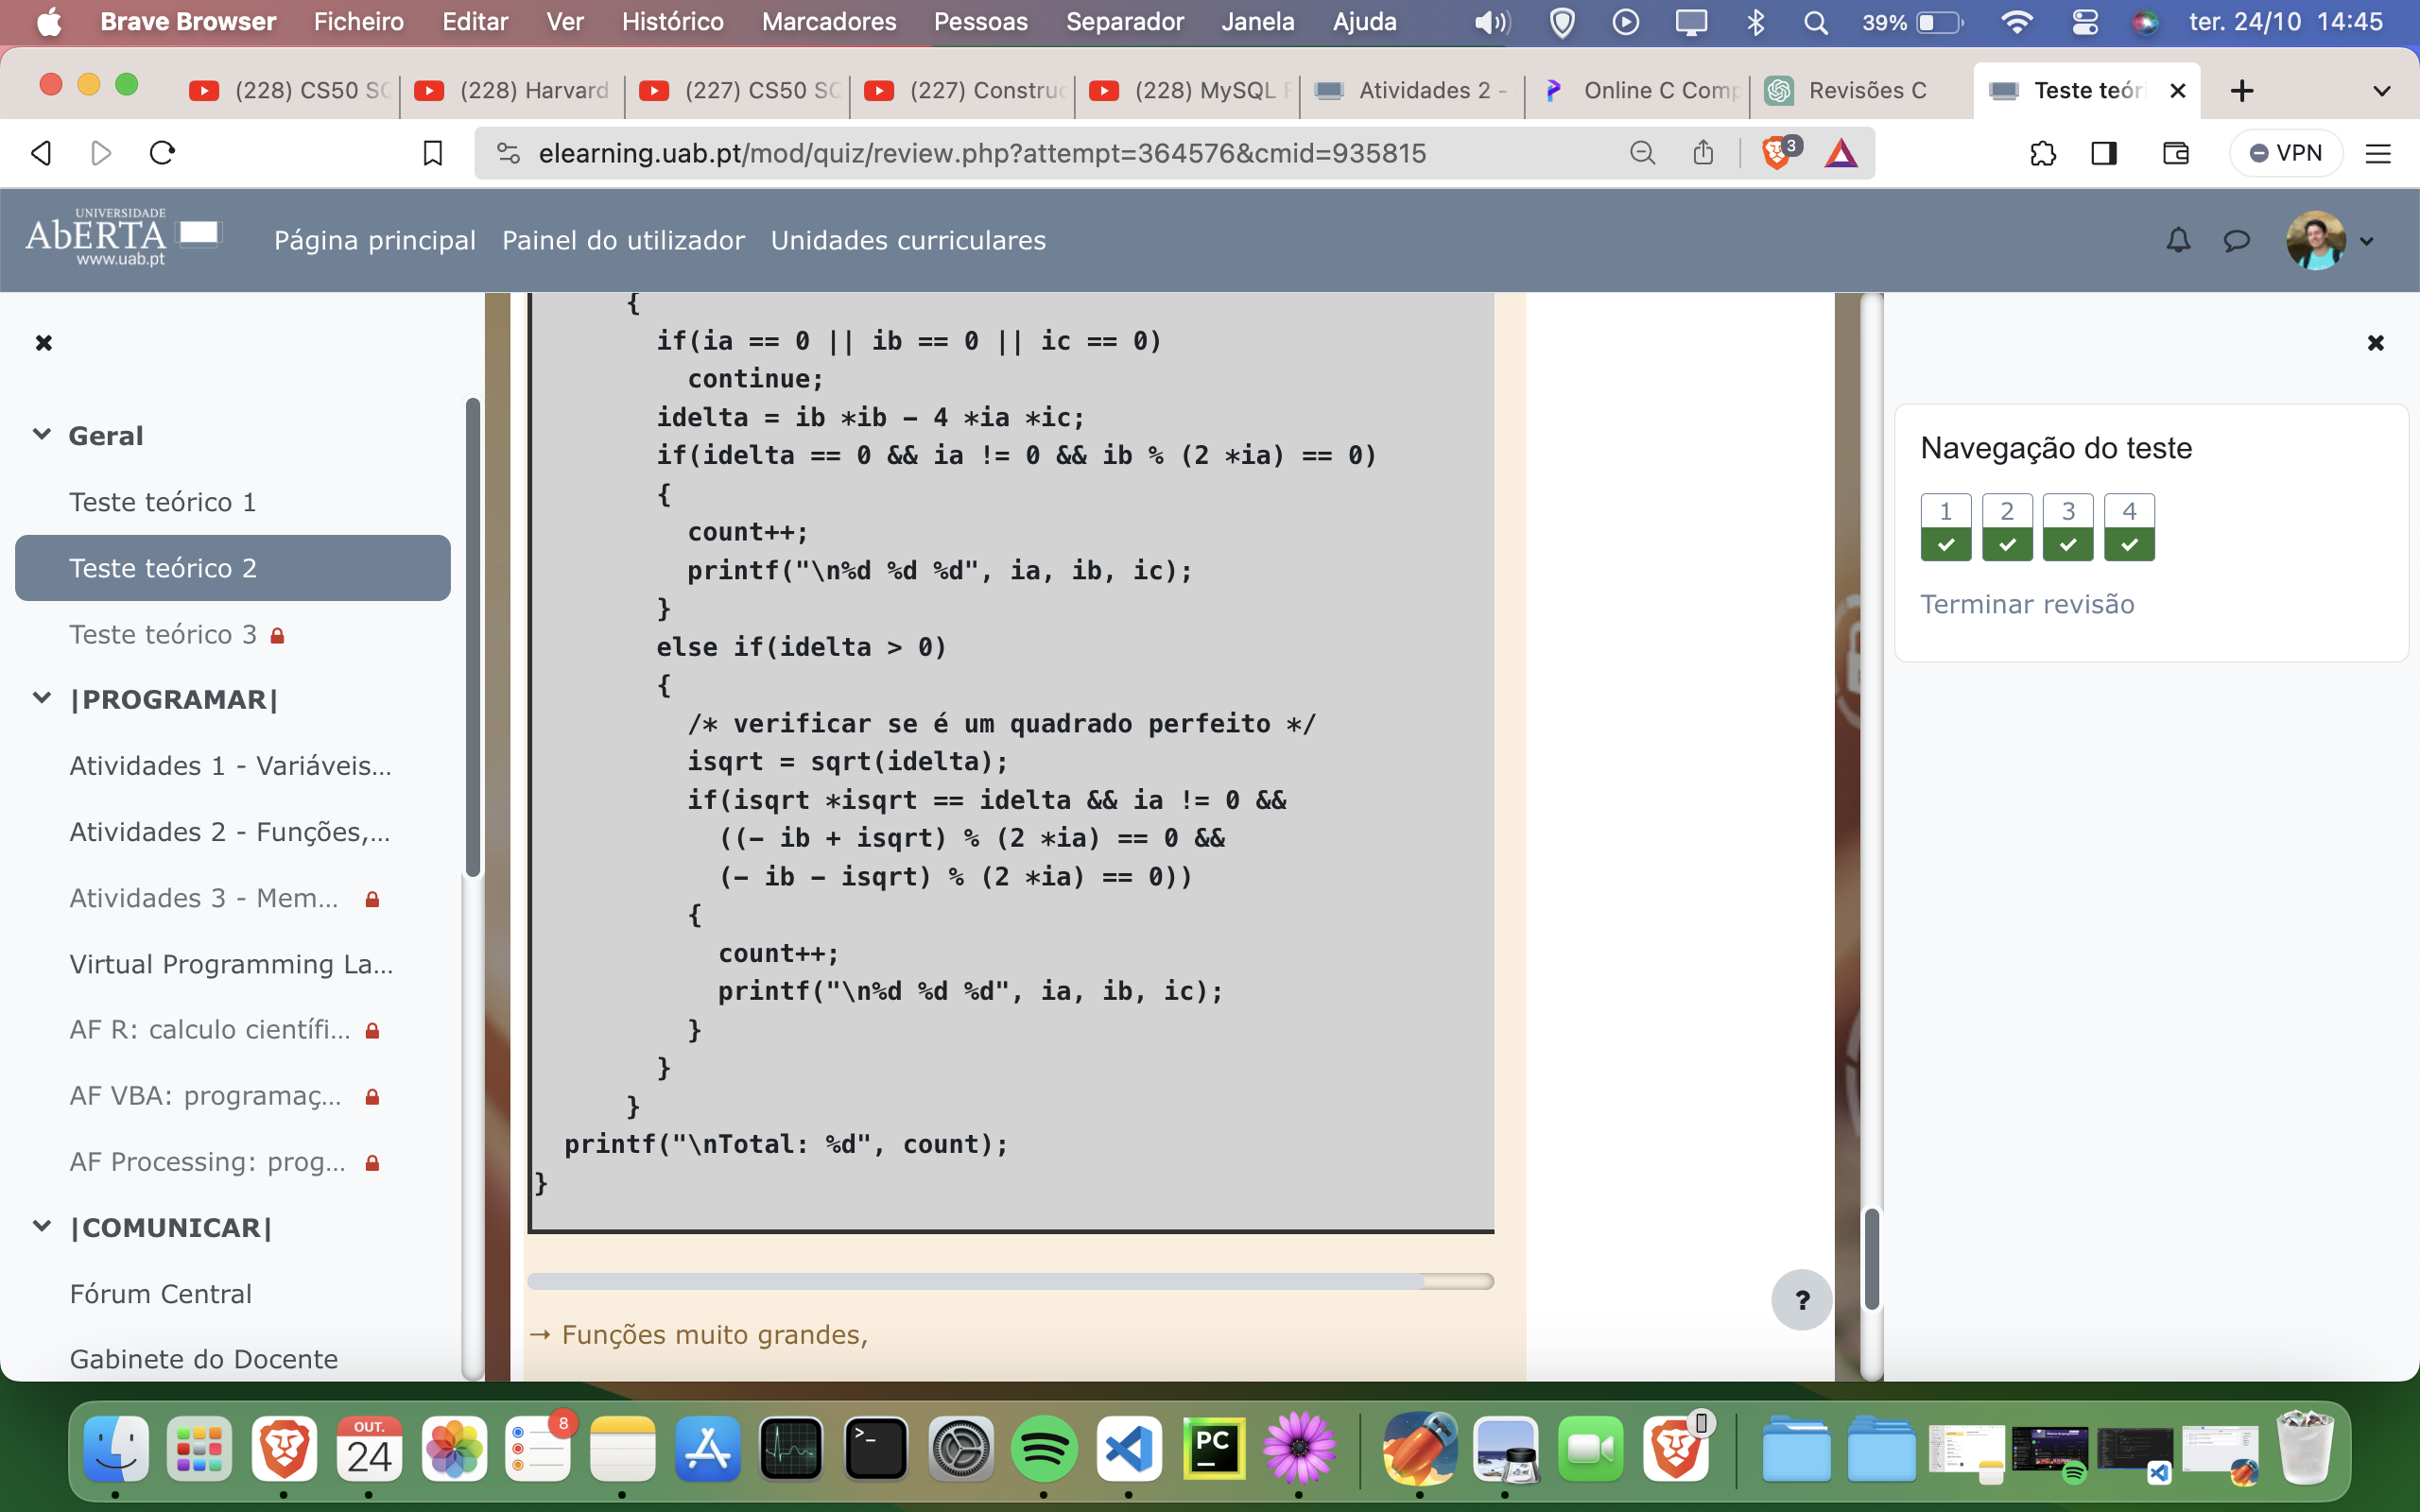 Brave Browser Ficheiro Editar Ver Histórico Marcadores Pessoas Separador Janela Ajuda 39% ter. 24/10 14:45
(228) CS50 SQ (228) Harvard (227) CS50 SQ (227) Construc (228) MySQL Atividades 2 - Online C Comp Revisões C Teste teór
elearning.uab.pt/mod/quiz/review.php?attempt=364576&cmid=935815 3 VPN
UNIVERSIDADE
AbERTA
www.uab.pt
Página principal Painel do utilizador Unidades curriculares
Geral
Teste teórico 1
Teste teórico 2
Teste teórico 3
|PROGRAMAR|
Atividades 1 - Variáveis...
Atividades 2 - Funções,...
Atividades 3 - Mem...
Virtual Programming La...
AF R: calculo científi...
AF VBA: programaç...
AF Processing: prog...
|COMUNICAR|
Fórum Central
Gabinete do Docente
{
if(ia == 0 || ib == 0 || ic == 0)
continue;
idelta = ib *ib - 4 *ia *ic;
if(idelta == 0 && ia != 0 && ib % (2 *ia) == 0)
{
count++;
printf("\n%d %d %d", ia, ib, ic);
}
else if(idelta > 0)
{
/* verificar se é um quadrado perfeito */
isqrt = sqrt(idelta);
if(isqrt *isqrt == idelta && ia != 0 &&
((- ib + isqrt) % (2 *ia) == 0 &&
(- ib - isqrt) % (2 *ia) == 0))
{
count++;
printf("\n%d %d %d", ia, ib, ic);
}
}
}
printf("\nTotal: %d", count);
}
→ Funções muito grandes,
?
Navegação do teste
1 2 3 4
Terminar revisão
OUT.
24
8
>_
PC